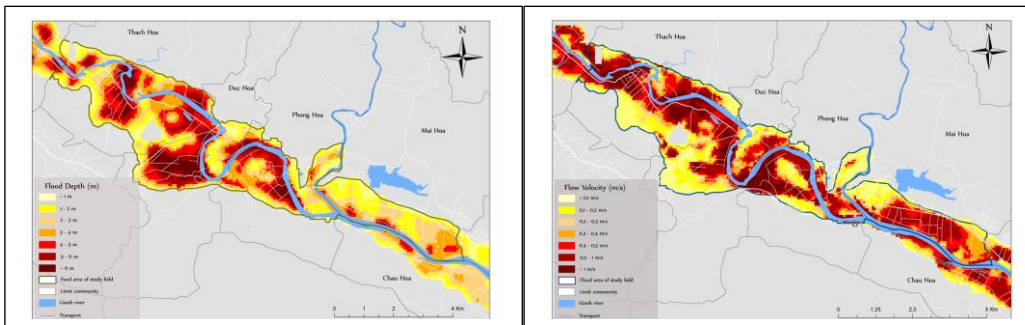 Thach Hoa
N
Duc Hoa
Phong Hoa
Mai Hoa
Flood Depth (m)
< 1 m
1 - 2 m
2 - 3 m
3 - 4 m
4 - 5 m
5 - 6 m
> 6 m
Flood area of study field
Limit community
Gianh river
Transport
Chau Hoa
0 1 2 4 Km
Thach Hoa
N
Duc Hoa
Phong Hoa
Mai Hoa
Flow Velocity (m/s)
0,1 - 0,2 m/s
0,2 - 0,3 m/s
0,3 - 0,4 m/s
0,4 - 0,5 m/s
0,5 - 1 m/s
> 1 m/s
Flood area of study field
Limit community
Gianh river
Transport
Chau Hoa
0 1,25 2,5 5 Km